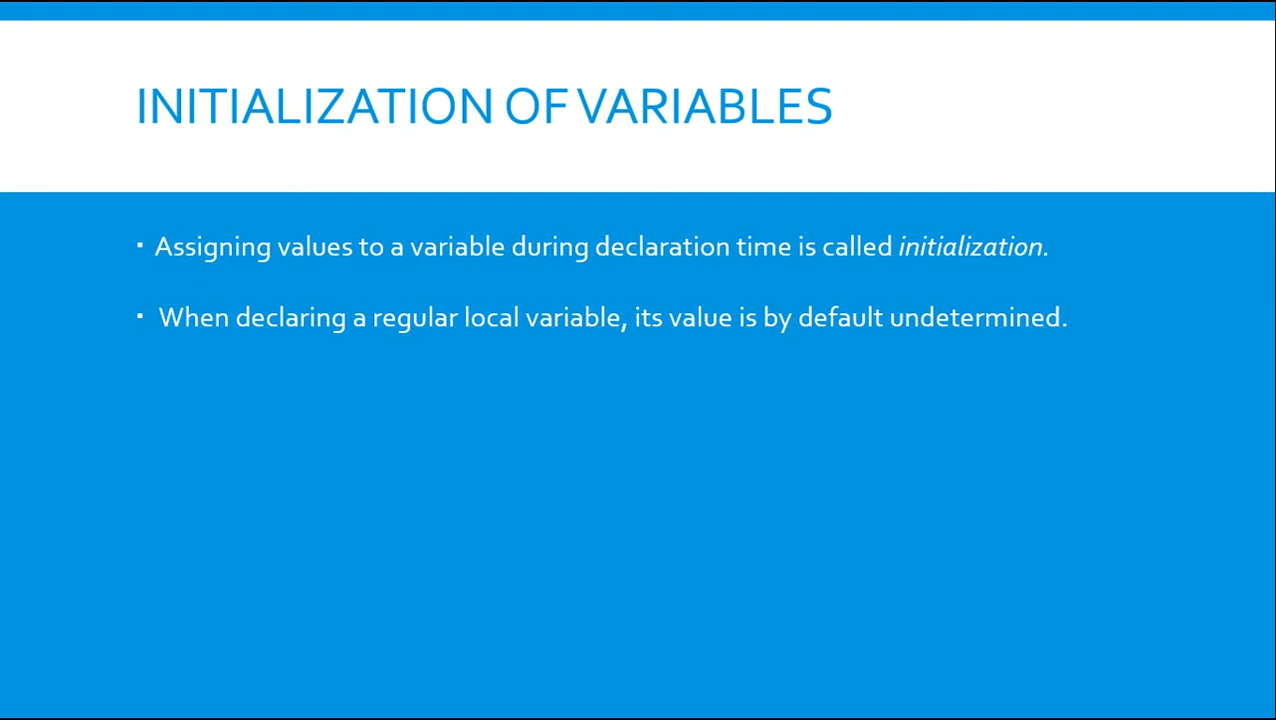 INITIALIZATION OF VARIABLES
▪ Assigning values to a variable during declaration time is called initialization.
▪ When declaring a regular local variable, its value is by default undetermined.